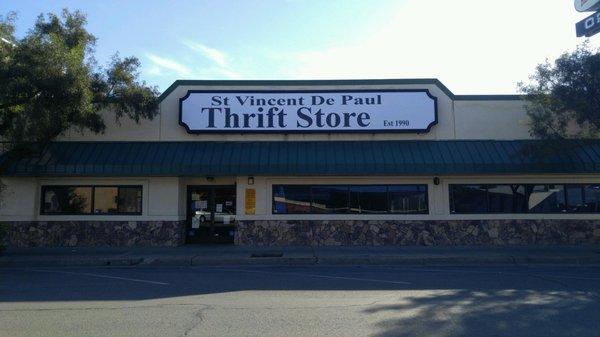 St Vincent De Paul
Thrift Store Est 1990